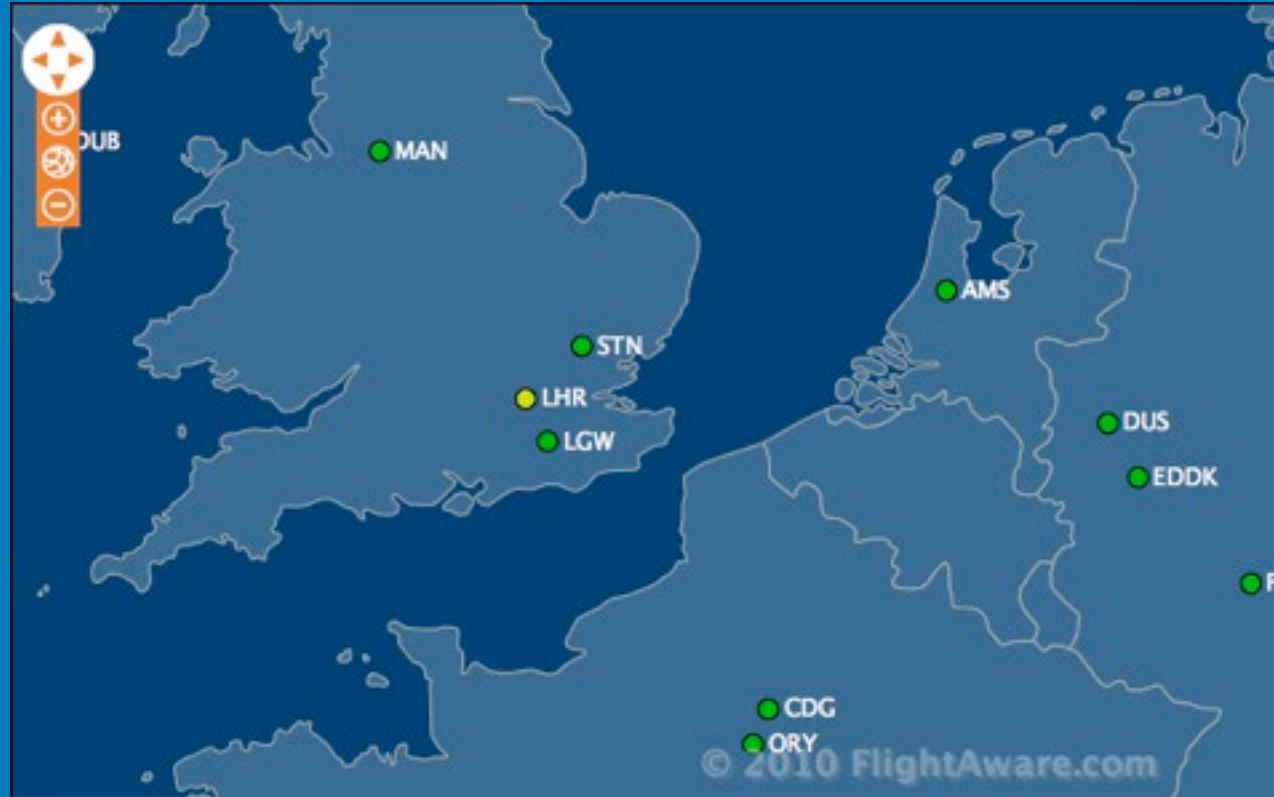 DUB
MAN
AMS
STN
LHR
LGW
DUS
EDDK
F
CDG
ORY
© 2010 FlightAware.com